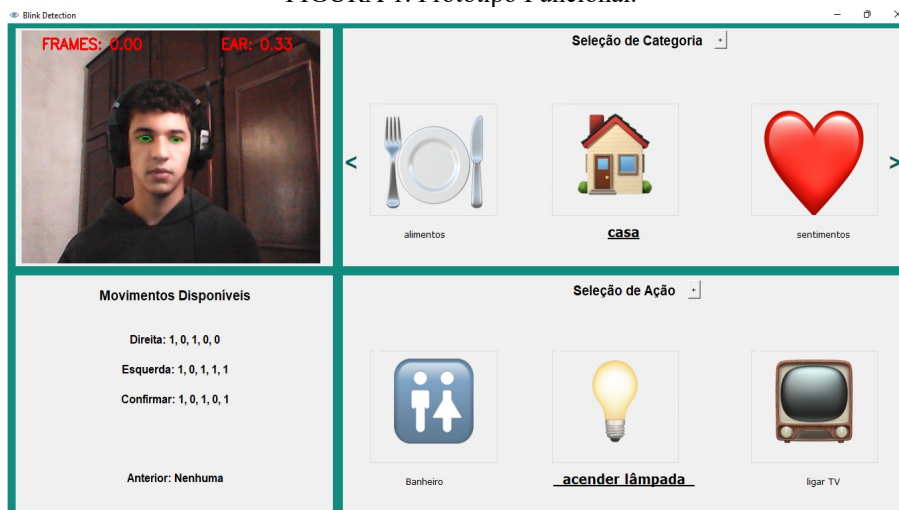 FIGURA 1: Protótipo Funcional.
Blink Detection
FRAMES: 0.00 EAR: 0.33
Seleção de Categoria +
< >
alimentos casa sentimentos
Movimentos Disponíveis
Direita: 1, 0, 1, 0, 0
Esquerda: 1, 0, 1, 1, 1
Confirmar: 1, 0, 1, 0, 1
Anterior: Nenhuma
Seleção de Ação +
Banheiro acender lâmpada ligar TV